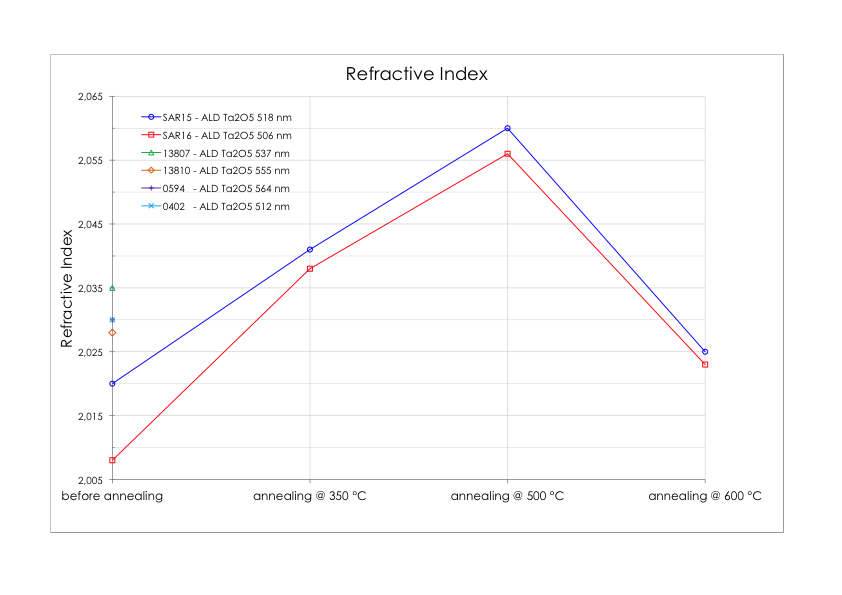 Refractive Index
2,065
SAR15 - ALD Ta2O5 518 nm
SAR16 - ALD Ta2O5 506 nm
13807 - ALD Ta2O5 537 nm
13810 - ALD Ta2O5 555 nm
0594 - ALD Ta2O5 564 nm
0402 - ALD Ta2O5 512 nm
2,055
2,045
2,035
2,025
2,015
2,005
Refractive Index
before annealing
annealing @ 350 °C
annealing @ 500 °C
annealing @ 600 °C